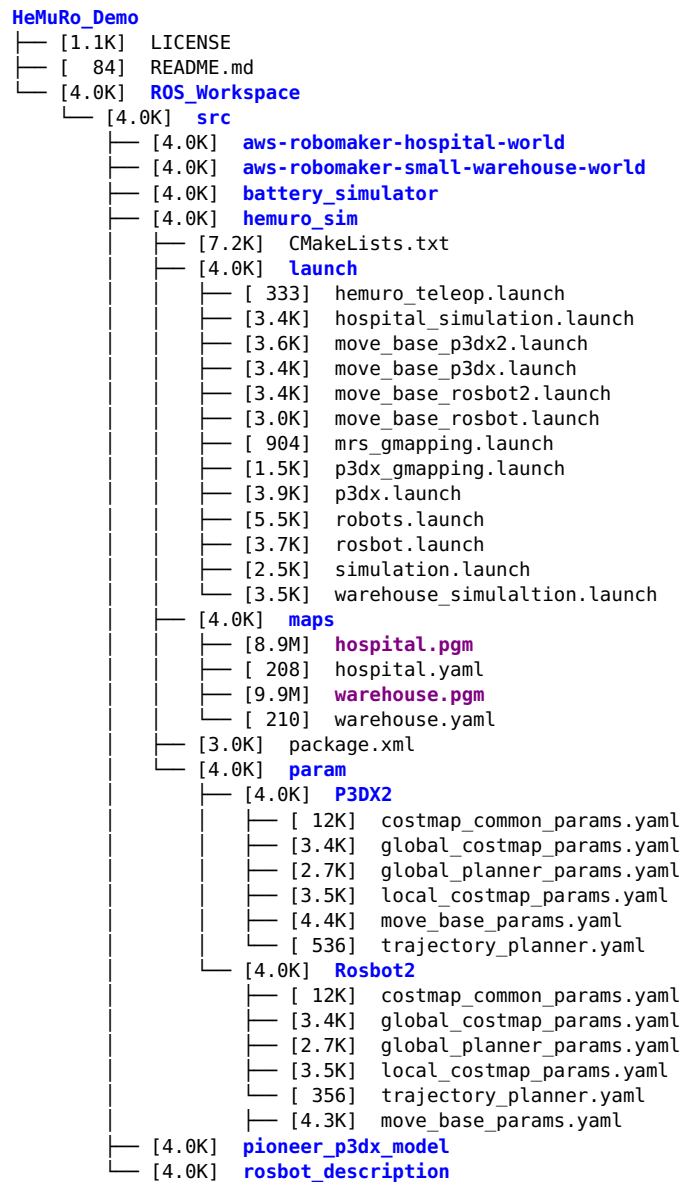 HeMuRo_Demo
├── [1.1K]  LICENSE
├── [  84]  README.md
└── [4.0K]  ROS_Workspace
    └── [4.0K]  src
        ├── [4.0K]  aws-robomaker-hospital-world
        ├── [4.0K]  aws-robomaker-small-warehouse-world
        ├── [4.0K]  battery_simulator
        ├── [4.0K]  hemuro_sim
        │   ├── [7.2K]  CMakeLists.txt
        │   ├── [4.0K]  launch
        │   │   ├── [ 333]  hemuro_teleop.launch
        │   │   ├── [3.4K]  hospital_simulation.launch
        │   │   ├── [3.6K]  move_base_p3dx2.launch
        │   │   ├── [3.4K]  move_base_p3dx.launch
        │   │   ├── [3.4K]  move_base_rosbot2.launch
        │   │   ├── [3.0K]  move_base_rosbot.launch
        │   │   ├── [ 904]  mrs_gmapping.launch
        │   │   ├── [1.5K]  p3dx_gmapping.launch
        │   │   ├── [3.9K]  p3dx.launch
        │   │   ├── [5.5K]  robots.launch
        │   │   ├── [3.7K]  rosbot.launch
        │   │   ├── [2.5K]  simulation.launch
        │   │   └── [3.5K]  warehouse_simulaltion.launch
        │   ├── [4.0K]  maps
        │   │   ├── [8.9M]  hospital.pgm
        │   │   ├── [ 208]  hospital.yaml
        │   │   ├── [9.9M]  warehouse.pgm
        │   │   └── [ 210]  warehouse.yaml
        │   ├── [3.0K]  package.xml
        │   └── [4.0K]  param
        │       ├── [4.0K]  P3DX2
        │       │   ├── [ 12K]  costmap_common_params.yaml
        │       │   ├── [3.4K]  global_costmap_params.yaml
        │       │   ├── [2.7K]  global_planner_params.yaml
        │       │   ├── [3.5K]  local_costmap_params.yaml
        │       │   ├── [4.4K]  move_base_params.yaml
        │       │   └── [ 536]  trajectory_planner.yaml
        │       └── [4.0K]  Rosbot2
        │           ├── [ 12K]  costmap_common_params.yaml
        │           ├── [3.4K]  global_costmap_params.yaml
        │           ├── [2.7K]  global_planner_params.yaml
        │           ├── [3.5K]  local_costmap_params.yaml
        │           └── [ 356]  trajectory_planner.yaml
        │           ├── [4.3K]  move_base_params.yaml
        ├── [4.0K]  pioneer_p3dx_model
        └── [4.0K]  rosbot_description